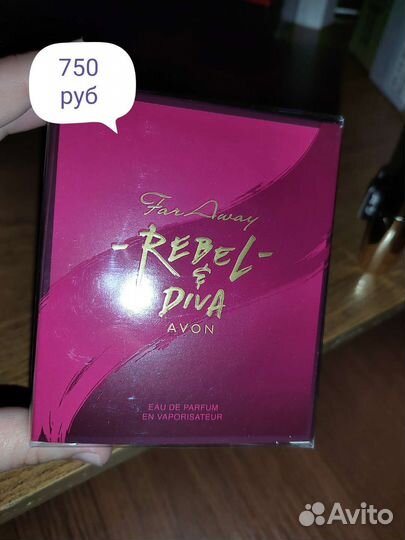 750
руб
Far Away
-REBEL-
&
DIVA
AVON
EAU DE PARFUM
EN VAPORISATEUR
Avito